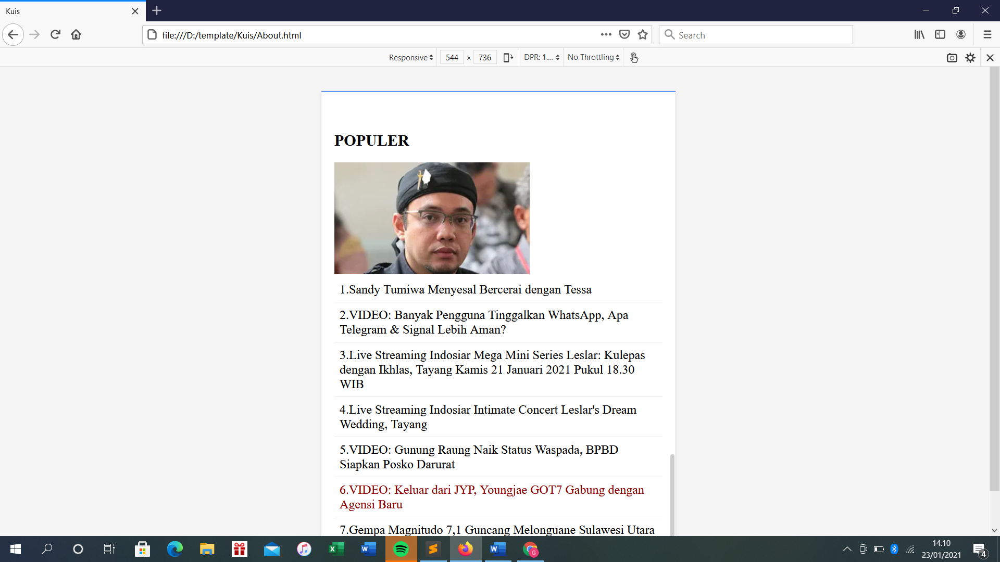 Kuis
file:///D:/template/Kuis/About.html
Search
Responsive
544 × 736
DPR: 1....
No Throttling
POPULER
1.Sandy Tumiwa Menyesal Bercerai dengan Tessa
2.VIDEO: Banyak Pengguna Tinggalkan WhatsApp, Apa
Telegram & Signal Lebih Aman?
3.Live Streaming Indosiar Mega Mini Series Leslar: Kulepas
dengan Ikhlas, Tayang Kamis 21 Januari 2021 Pukul 18.30
WIB
4.Live Streaming Indosiar Intimate Concert Leslar's Dream
Wedding, Tayang
5.VIDEO: Gunung Raung Naik Status Waspada, BPBD
Siapkan Posko Darurat
6.VIDEO: Keluar dari JYP, Youngjae GOT7 Gabung dengan
Agensi Baru
7.Gempa Magnitudo 7,1 Guncang Melonguane Sulawesi Utara
14.10
23/01/2021
4